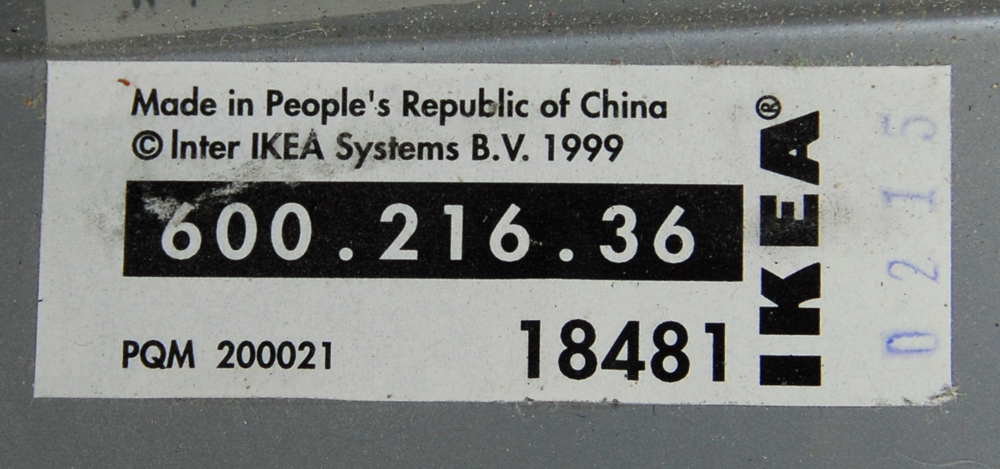 Made in People's Republic of China
© Inter IKEA Systems B.V. 1999
600.216.36
PQM 200021
18481
IKEA®
0215